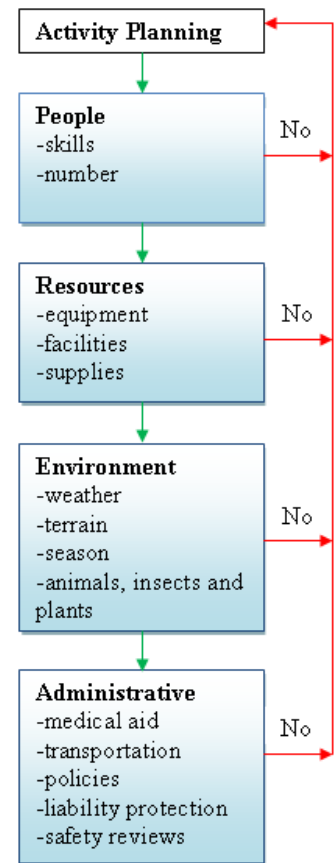 Activity Planning
People
-skills
-number
No
Resources
-equipment
-facilities
-supplies
No
Environment
-weather
-terrain
-season
-animals, insects and
plants
No
Administrative
-medical aid
-transportation
-policies
-liability protection
-safety reviews
No